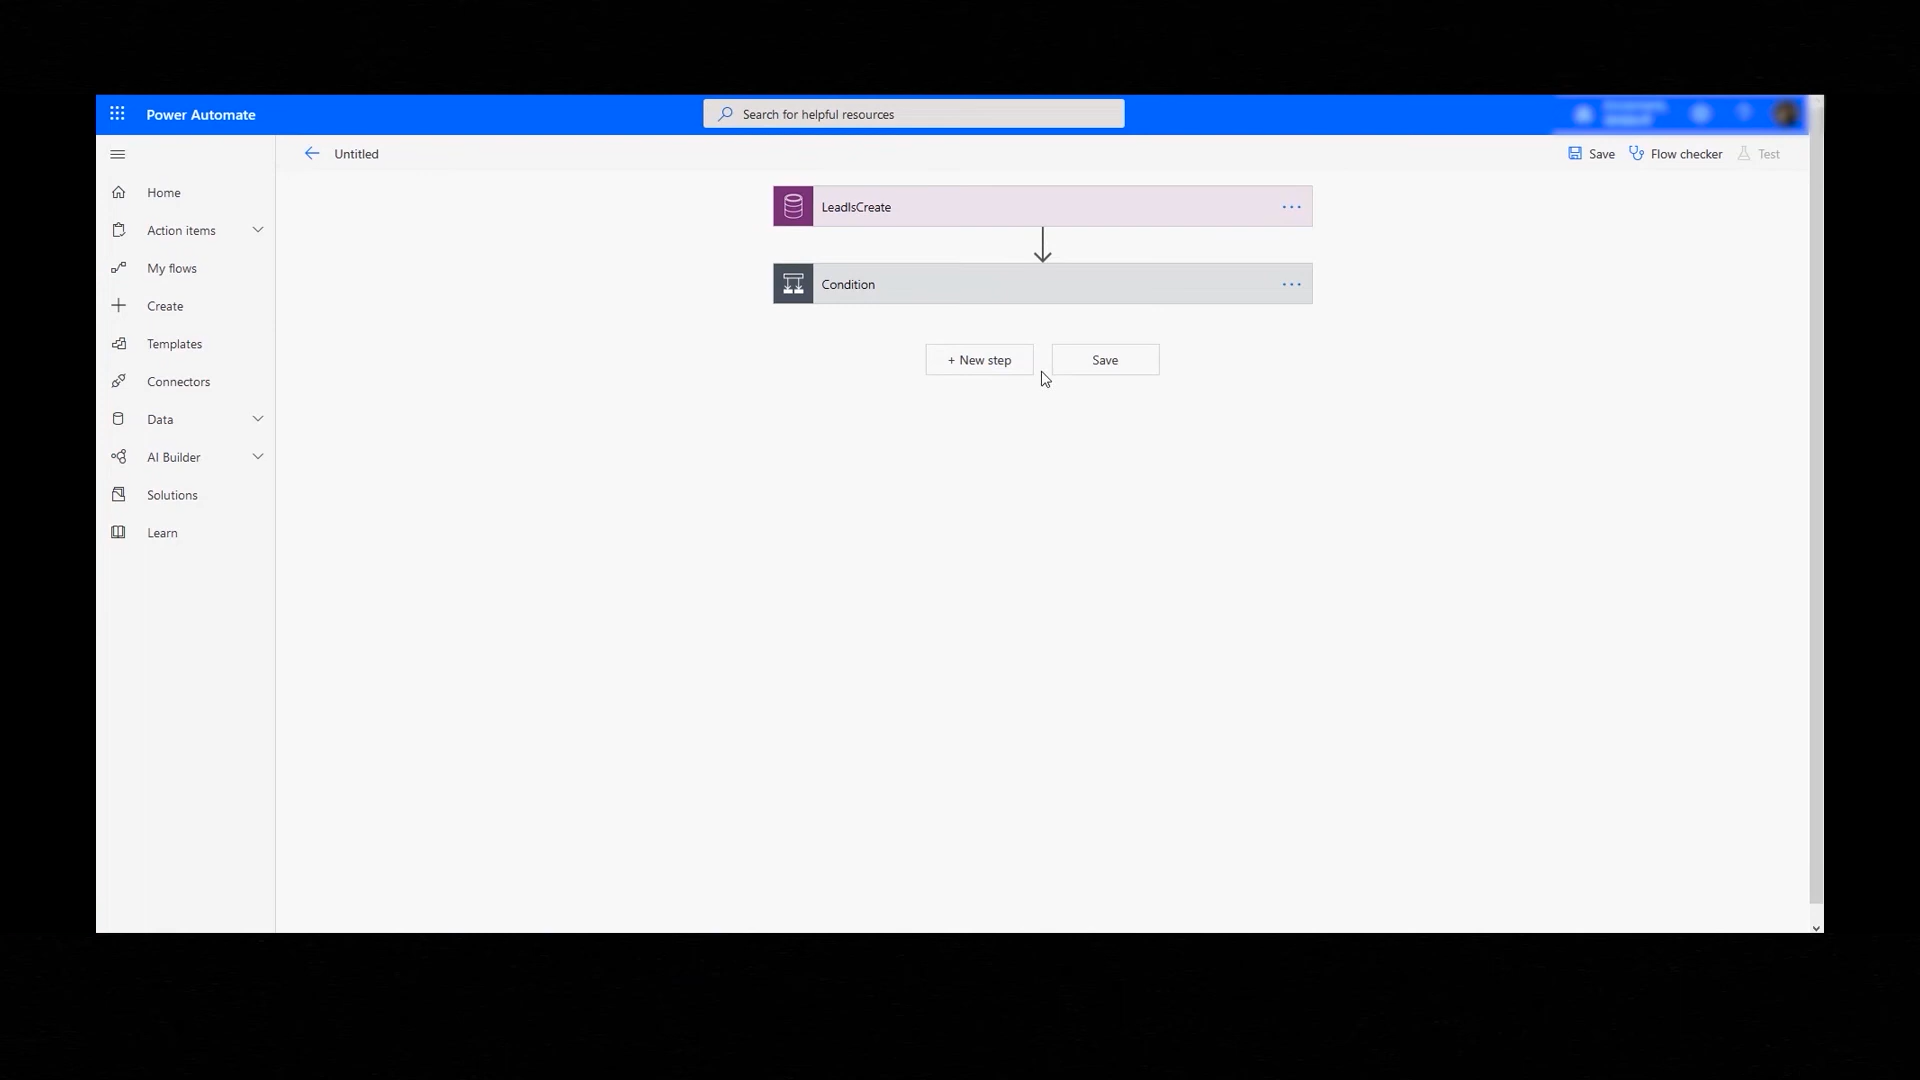 Power Automate
Search for helpful resources
Untitled
Save
Flow checker
Test
Home
Action items
My flows
Create
Templates
Connectors
Data
AI Builder
Solutions
Learn
LeadIsCreate
Condition
+ New step
Save